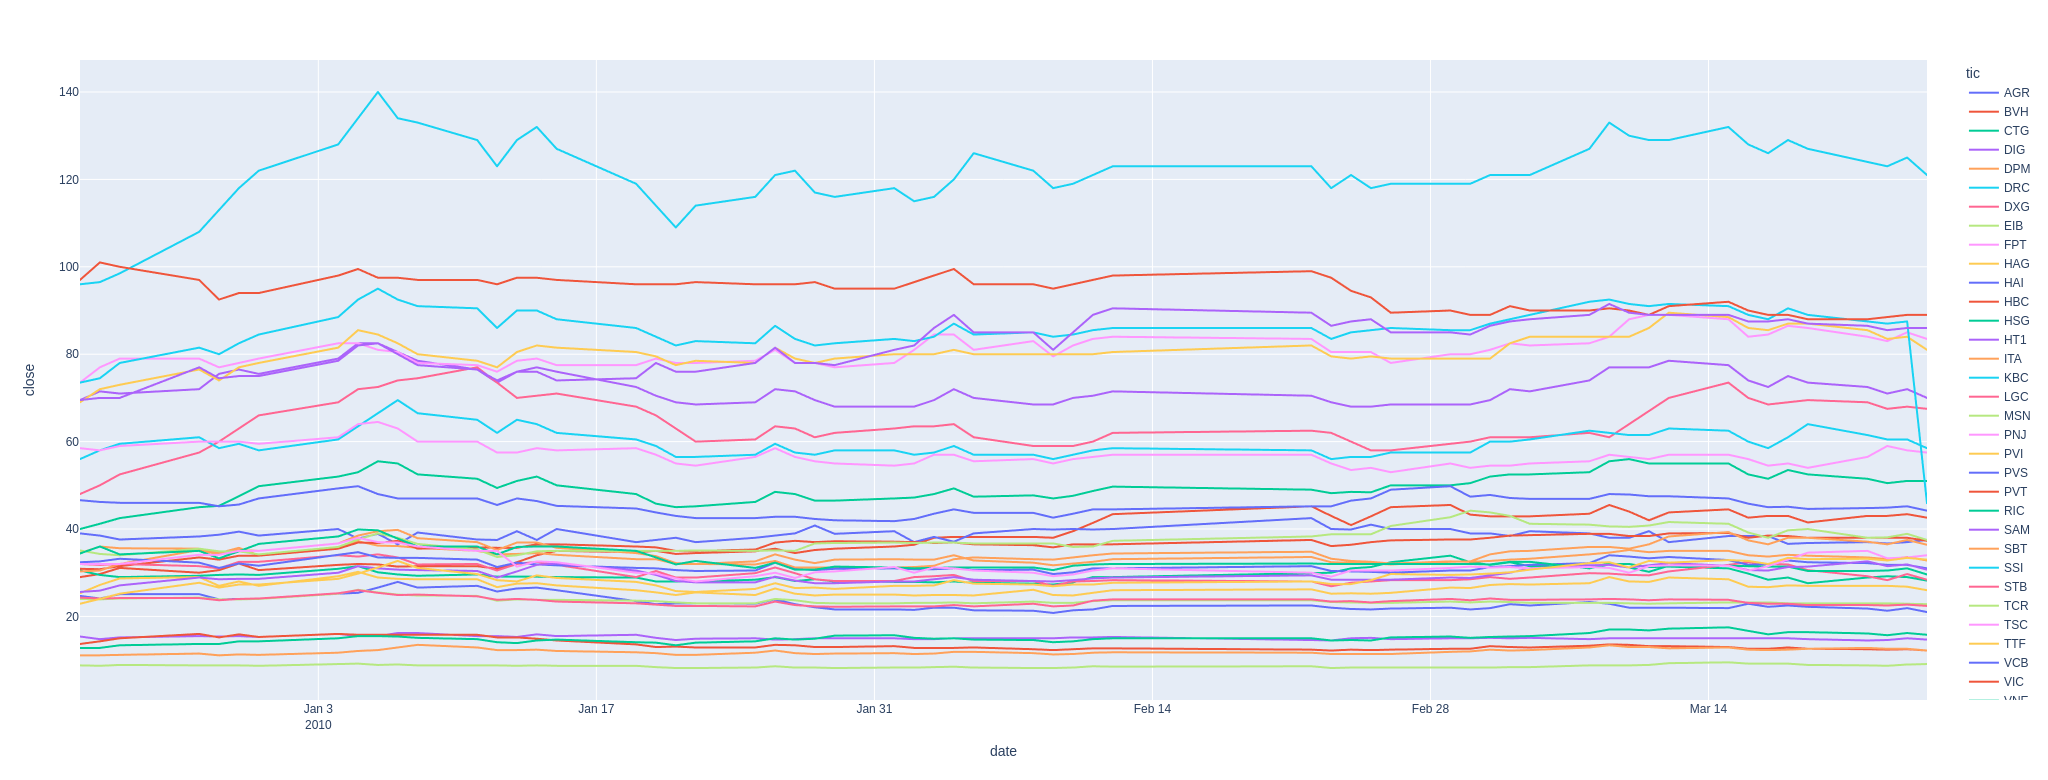 140
120
100
80
60
40
20
close
Jan 3
2010
Jan 17
Jan 31
Feb 14
Feb 28
Mar 14
date
tic
AGR
BVH
CTG
DIG
DPM
DRC
DXG
EIB
FPT
HAG
HAI
HBC
HSG
HT1
ITA
KBC
LGC
MSN
PNJ
PVI
PVS
PVT
RIC
SAM
SBT
SSI
STB
TCR
TSC
TTF
VCB
VIC